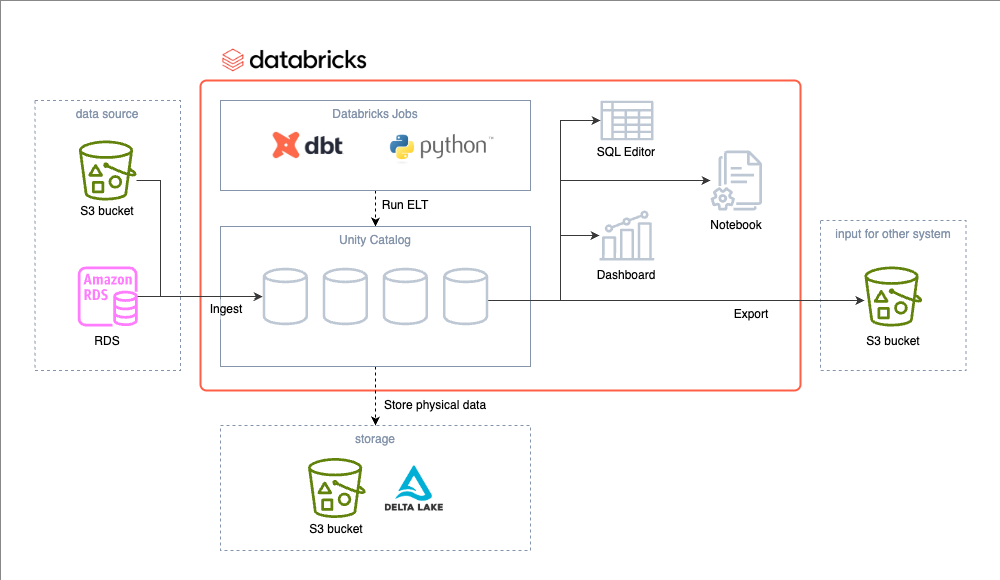 databricks
data source
S3 bucket
Amazon
RDS
RDS
Databricks Jobs
dbt
python™
Run ELT
Unity Catalog
Ingest
SQL Editor
Notebook
Dashboard
Export
input for other system
S3 bucket
Store physical data
storage
S3 bucket
DELTA LAKE